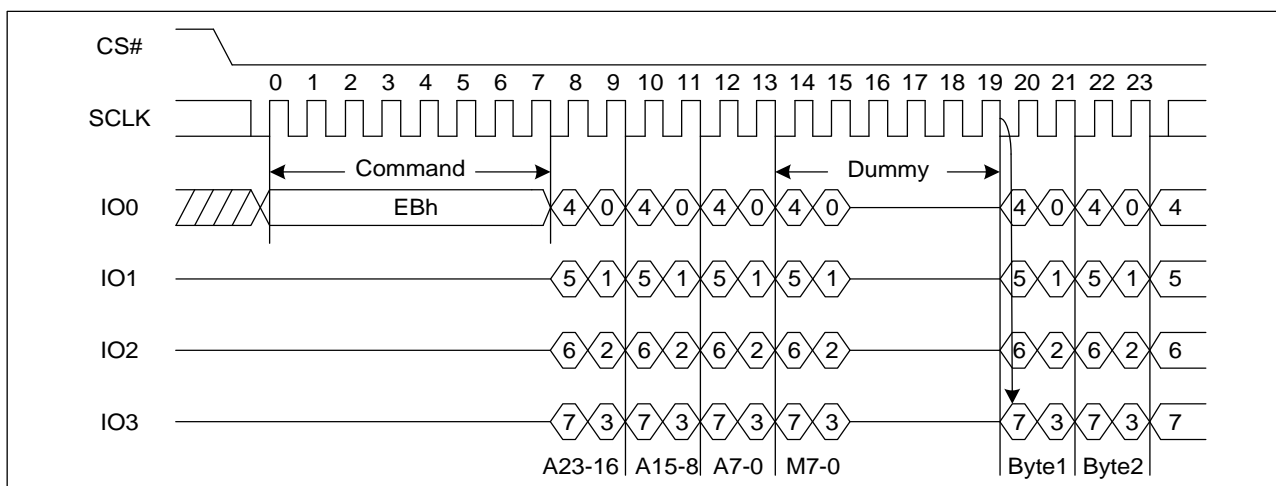 CS#
0 1 2 3 4 5 6 7 8 9 10 11 12 13 14 15 16 17 18 19 20 21 22 23
SCLK
Command Dummy
IO0 EBh 4 0 4 0 4 0 4 0 4 0 4 0 4
IO1 5 1 5 1 5 1 5 1 5 1 5 1 5
IO2 6 2 6 2 6 2 6 2 6 2 6 2 6
IO3 7 3 7 3 7 3 7 3 7 3 7 3 7
A23-16 A15-8 A7-0 M7-0 Byte1 Byte2